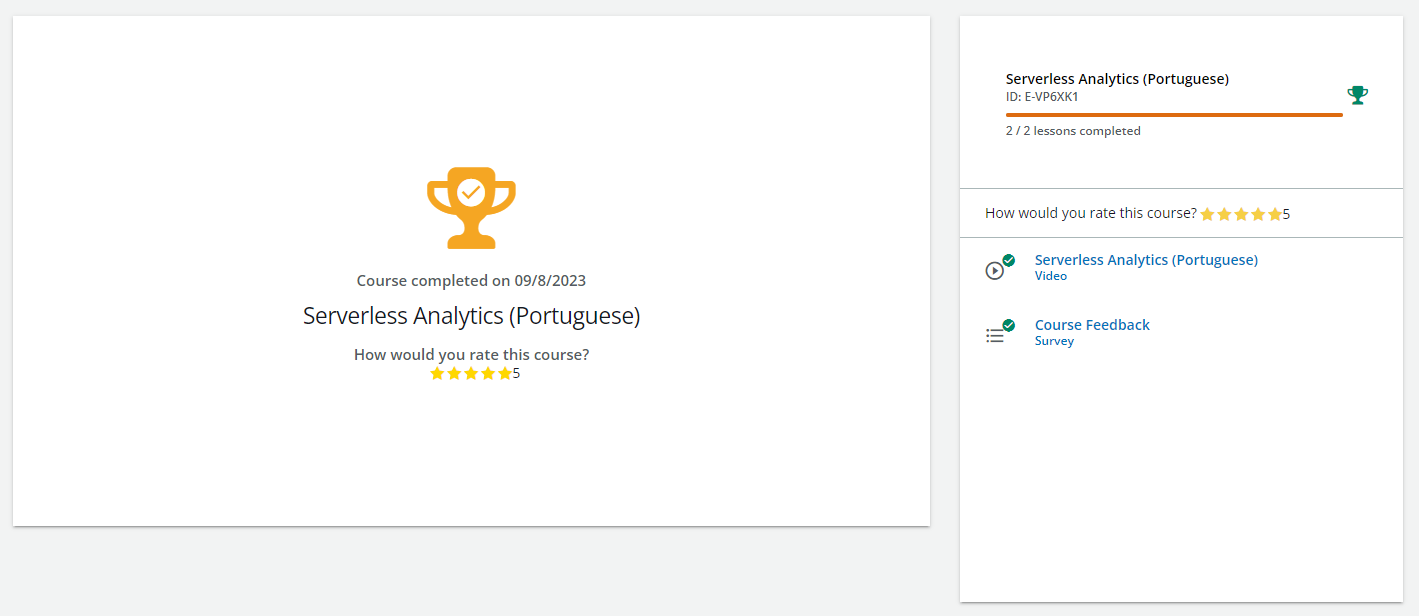 Course completed on 09/8/2023
Serverless Analytics (Portuguese)
How would you rate this course?
5
Serverless Analytics (Portuguese)
ID: E-VP6XK1
2 / 2 lessons completed
How would you rate this course? 5
Serverless Analytics (Portuguese)
Video
Course Feedback
Survey